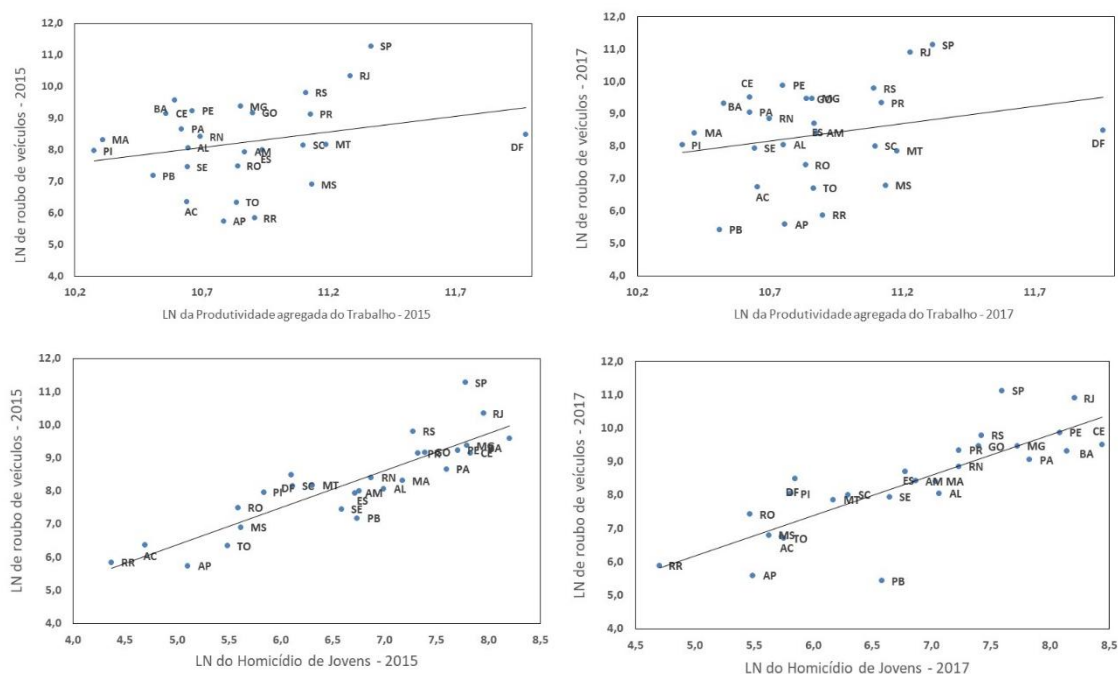 LN de roubo de veículos - 2015
12,0
11,0
10,0
9,0
8,0
7,0
6,0
5,0
4,0
SP
RJ
RS
BA
CE
PE
MG
GO
PR
PA
RN
MA
PI
AL
AM
ES
SC
MT
DF
SE
RO
PB
MS
AC
TO
AP
RR
10,2
10,7
11,2
11,7
LN da Produtividade agregada do Trabalho - 2015
LN de roubo de veículos - 2017
12,0
11,0
10,0
9,0
8,0
7,0
6,0
5,0
4,0
SP
RJ
CE
PE
RS
BA
GO
MG
PR
PA
RN
MA
ES
AM
DF
PI
SE
AL
SC
MT
RO
AC
TO
MS
PB
AP
RR
10,2
10,7
11,2
11,7
LN da Produtividade agregada do Trabalho - 2017
LN de roubo de veículos - 2015
12,0
11,0
10,0
9,0
8,0
7,0
6,0
5,0
4,0
SP
RJ
RS
PR
GO
PE
MG
CE
BA
PA
RN
MA
DF
SC
MT
PI
AM
AL
ES
RO
SE
PB
MS
AC
TO
RR
AP
4,0
4,5
5,0
5,5
6,0
6,5
7,0
7,5
8,0
8,5
LN do Homicídio de Jovens - 2015
LN de roubo de veículos - 2017
12,0
11,0
10,0
9,0
8,0
7,0
6,0
5,0
4,0
SP
RJ
RS
PE
CE
PR
GO
MG
BA
PA
RN
ES
AM
MA
DF
PI
SC
MT
SE
AL
RO
MS
TO
AC
RR
AP
PB
4,5
5,0
5,5
6,0
6,5
7,0
7,5
8,0
8,5
LN do Homicídio de Jovens - 2017